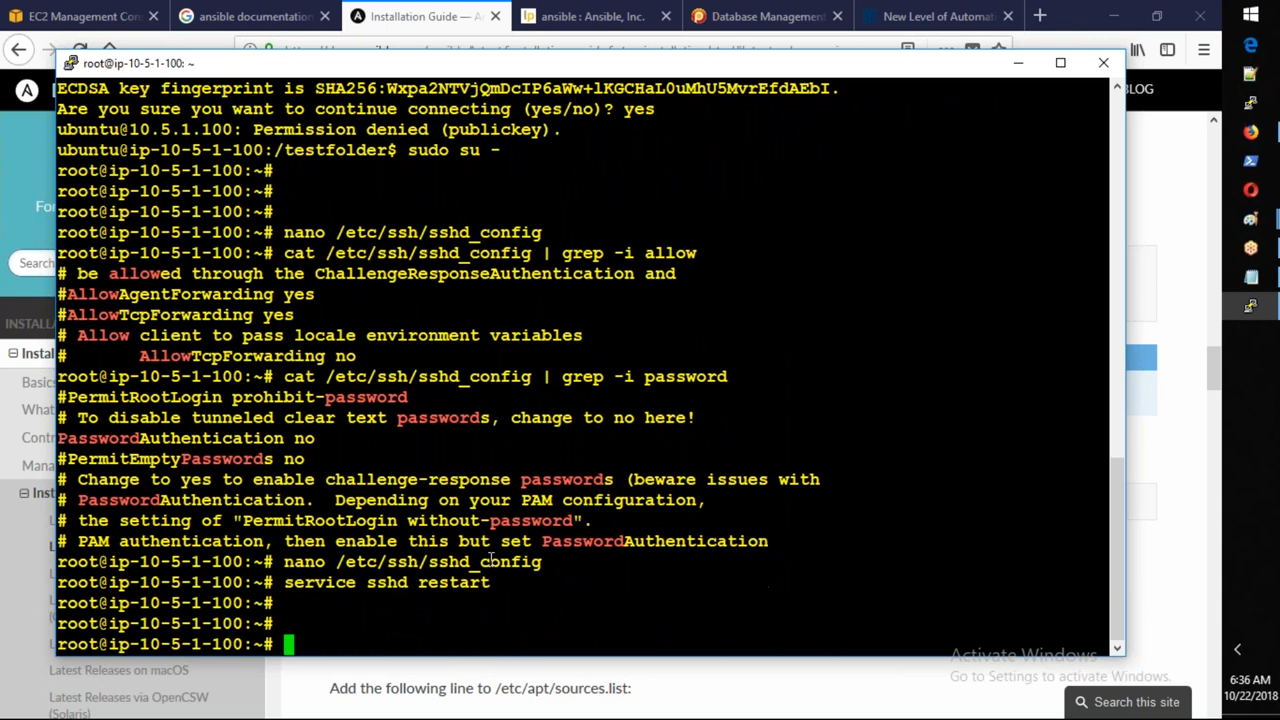 EC2 Management Con
ansible documentation
Installation Guide — A
ansible : Ansible, Inc.
Database Management
New Level of Automat
root@ip-10-5-1-100: ~
BLOG
ECDSA key fingerprint is SHA256:Wxpa2NTVjQmDcIP6aWw+lKGCHaL0uMhU5MvrEfdAEbI.
Are you sure you want to continue connecting (yes/no)? yes
ubuntu@10.5.1.100: Permission denied (publickey).
ubuntu@ip-10-5-1-100:/testfolder$ sudo su -
root@ip-10-5-1-100:~#
root@ip-10-5-1-100:~#
root@ip-10-5-1-100:~#
root@ip-10-5-1-100:~# nano /etc/ssh/sshd_config
root@ip-10-5-1-100:~# cat /etc/ssh/sshd_config | grep -i allow
# be allowed through the ChallengeResponseAuthentication and
#AllowAgentForwarding yes
#AllowTcpForwarding yes
# Allow client to pass locale environment variables
#       AllowTcpForwarding no
root@ip-10-5-1-100:~# cat /etc/ssh/sshd_config | grep -i password
#PermitRootLogin prohibit-password
# To disable tunneled clear text passwords, change to no here!
PasswordAuthentication no
#PermitEmptyPasswords no
# Change to yes to enable challenge-response passwords (beware issues with
# PasswordAuthentication.  Depending on your PAM configuration,
# the setting of "PermitRootLogin without-password".
# PAM authentication, then enable this but set PasswordAuthentication
root@ip-10-5-1-100:~# nano /etc/ssh/sshd_config
root@ip-10-5-1-100:~# service sshd restart
root@ip-10-5-1-100:~#
root@ip-10-5-1-100:~#
root@ip-10-5-1-100:~#
Fo
Search
INSTALL
Instal
Basics
What
Contr
Mana
Inst
Latest Releases on macOS
Latest Releases via OpenCSW
(Solaris)
Add the following line to /etc/apt/sources.list:
Activate Windows
Go to Settings to activate Windows.
Search this site
6:36 AM
10/22/2018